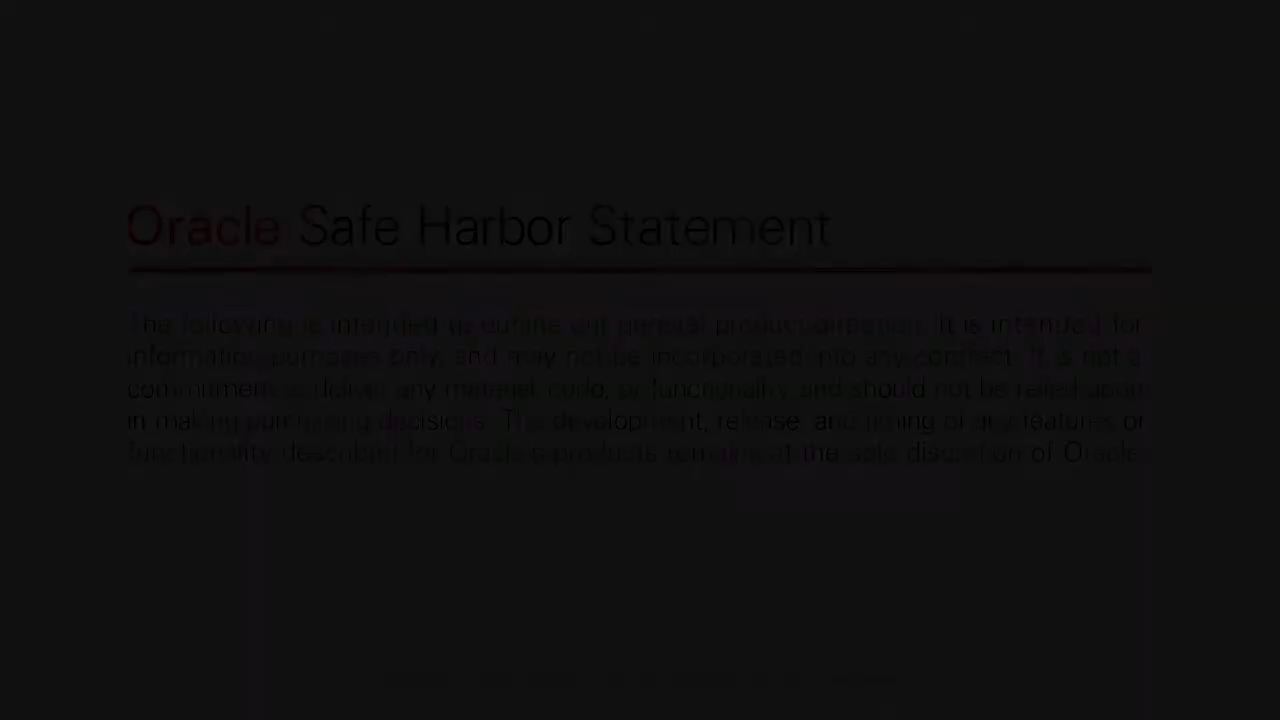 Oracle Safe Harbor Statement
The following is intended to outline our general product direction. It is intended for
information purposes only, and may not be incorporated into any contract. It is not a
commitment to deliver any material, code, or functionality, and should not be relied upon
in making purchasing decisions. The development, release, and timing of any features or
functionality described for Oracle's products remains at the sole discretion of Oracle.